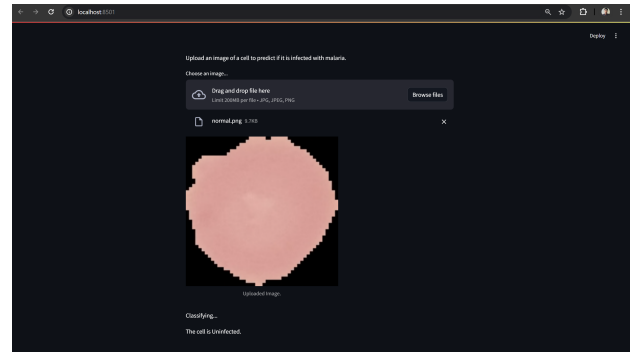 localhost:8501
Deploy
Upload an image of a cell to predict if it is infected with malaria.
Choose an image...
Drag and drop file here
Limit 200MB per file • JPG, JPEG, PNG
Browse files
normal.png 9.7KB
Uploaded Image.
Classifying...
The cell is Uninfected.